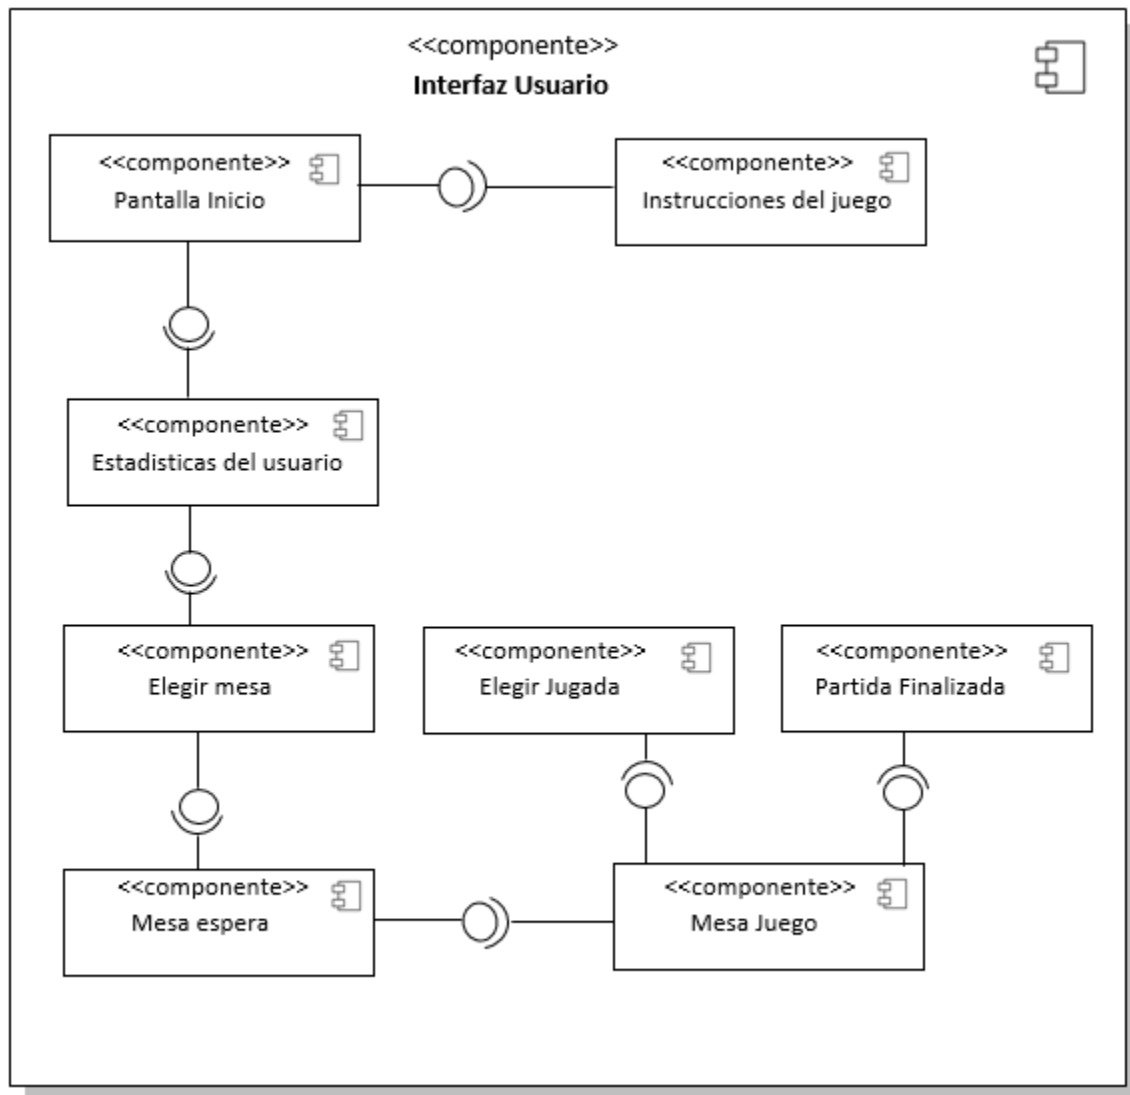 <<componente>>
Interfaz Usuario
<<componente>>
Pantalla Inicio
<<componente>>
Instrucciones del juego
<<componente>>
Estadisticas del usuario
<<componente>>
Elegir mesa
<<componente>>
Elegir Jugada
<<componente>>
Partida Finalizada
<<componente>>
Mesa espera
<<componente>>
Mesa Juego